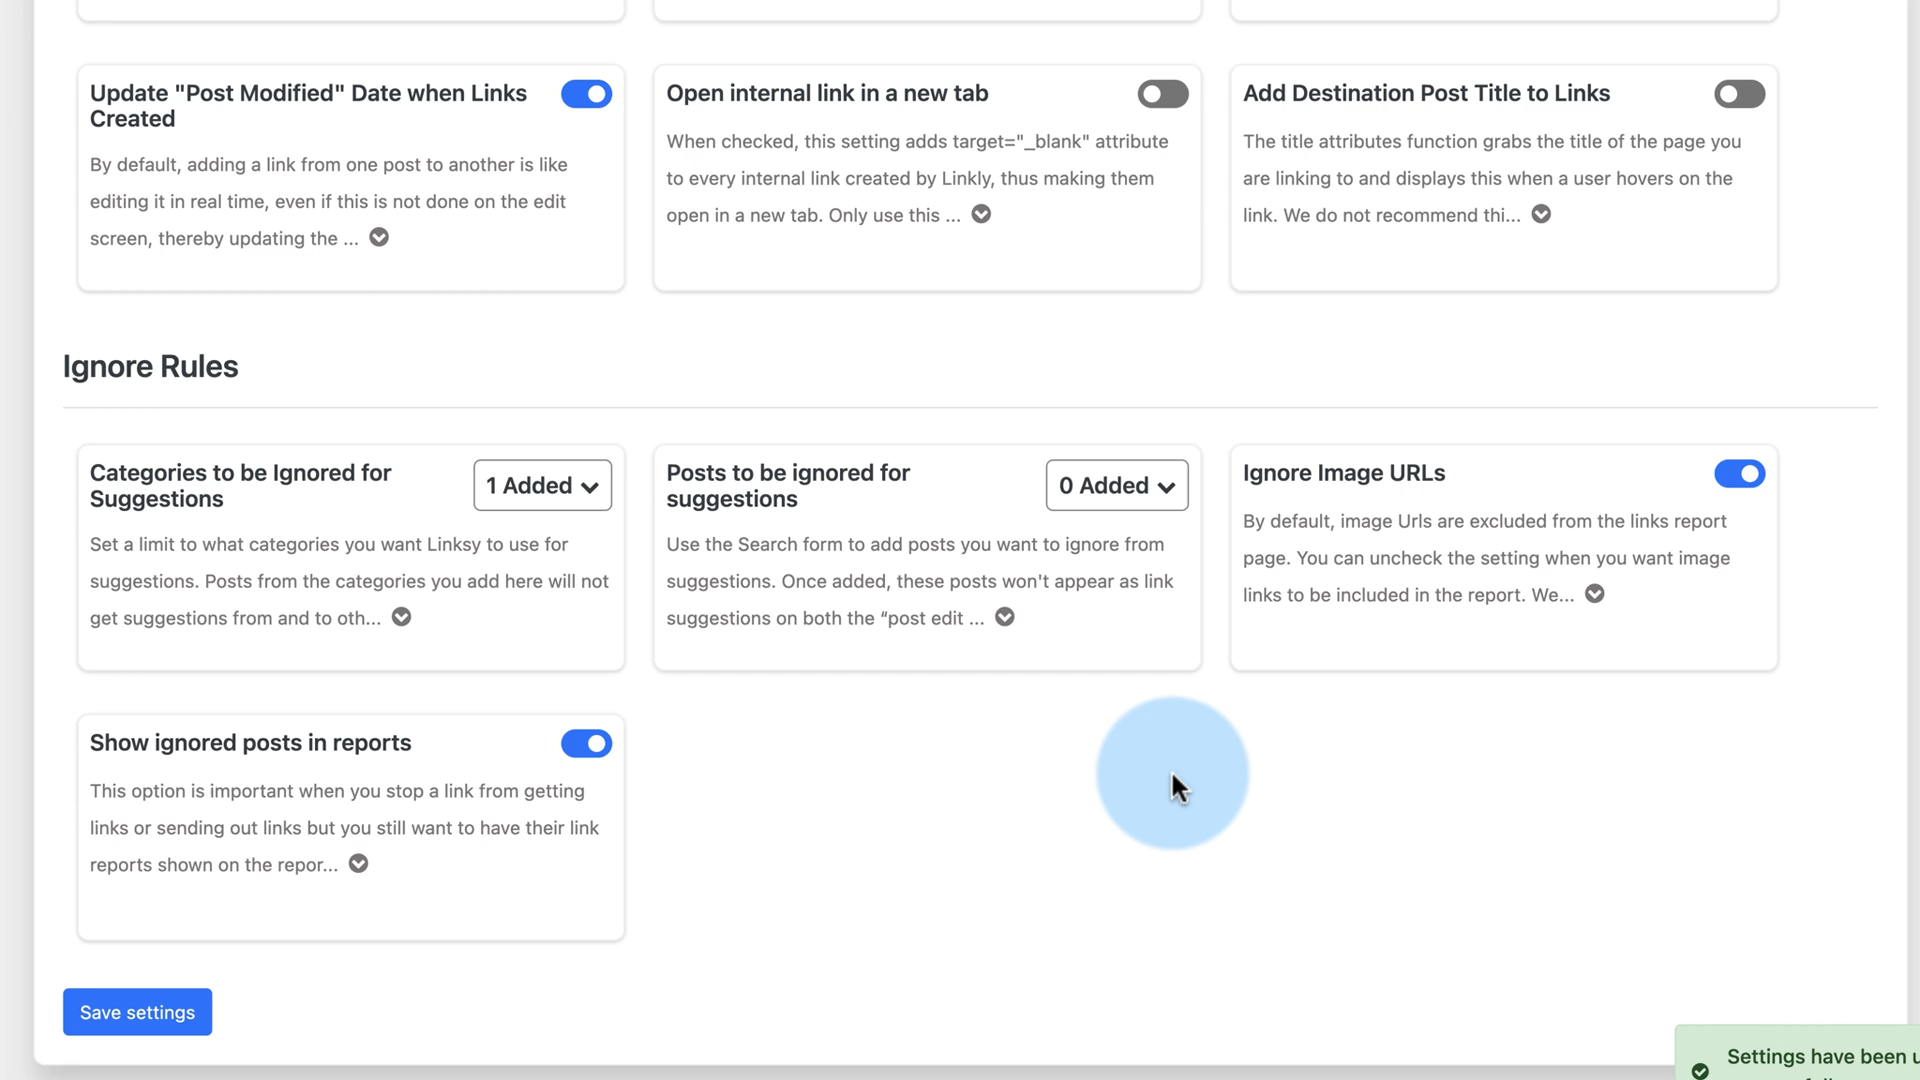 Update "Post Modified" Date when Links
Created
By default, adding a link from one post to another is like
editing it in real time, even if this is not done on the edit
screen, thereby updating the ...
Open internal link in a new tab
When checked, this setting adds target="_blank" attribute
to every internal link created by Linkly, thus making them
open in a new tab. Only use this ...
Add Destination Post Title to Links
The title attributes function grabs the title of the page you
are linking to and displays this when a user hovers on the
link. We do not recommend thi...
Ignore Rules
Categories to be Ignored for
Suggestions
1 Added
Set a limit to what categories you want Linksy to use for
suggestions. Posts from the categories you add here will not
get suggestions from and to oth...
Posts to be ignored for
suggestions
0 Added
Use the Search form to add posts you want to ignore from
suggestions. Once added, these posts won't appear as link
suggestions on both the “post edit ...
Ignore Image URLs
By default, image Urls are excluded from the links report
page. You can uncheck the setting when you want image
links to be included in the report. We...
Show ignored posts in reports
This option is important when you stop a link from getting
links or sending out links but you still want to have their link
reports shown on the repor...
Save settings
Settings have been